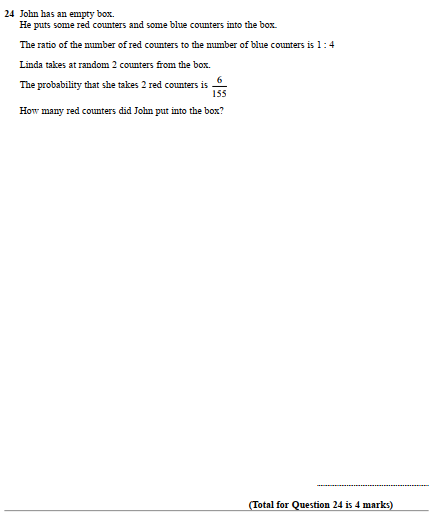 24 John has an empty box.
He puts some red counters and some blue counters into the box.
The ratio of the number of red counters to the number of blue counters is 1 : 4
Linda takes at random 2 counters from the box.
The probability that she takes 2 red counters is 6/155
How many red counters did John put into the box?
(Total for Question 24 is 4 marks)